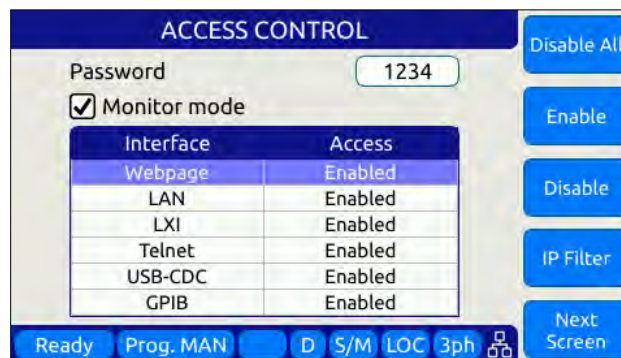 ACCESS CONTROL
Password 1234
Monitor mode
Interface Access
Webpage Enabled
LAN Enabled
LXI Enabled
Telnet Enabled
USB-CDC Enabled
GPIB Enabled
Disable All
Enable
Disable
IP Filter
Next
Screen
Ready Prog. MAN D S/M LOC 3ph